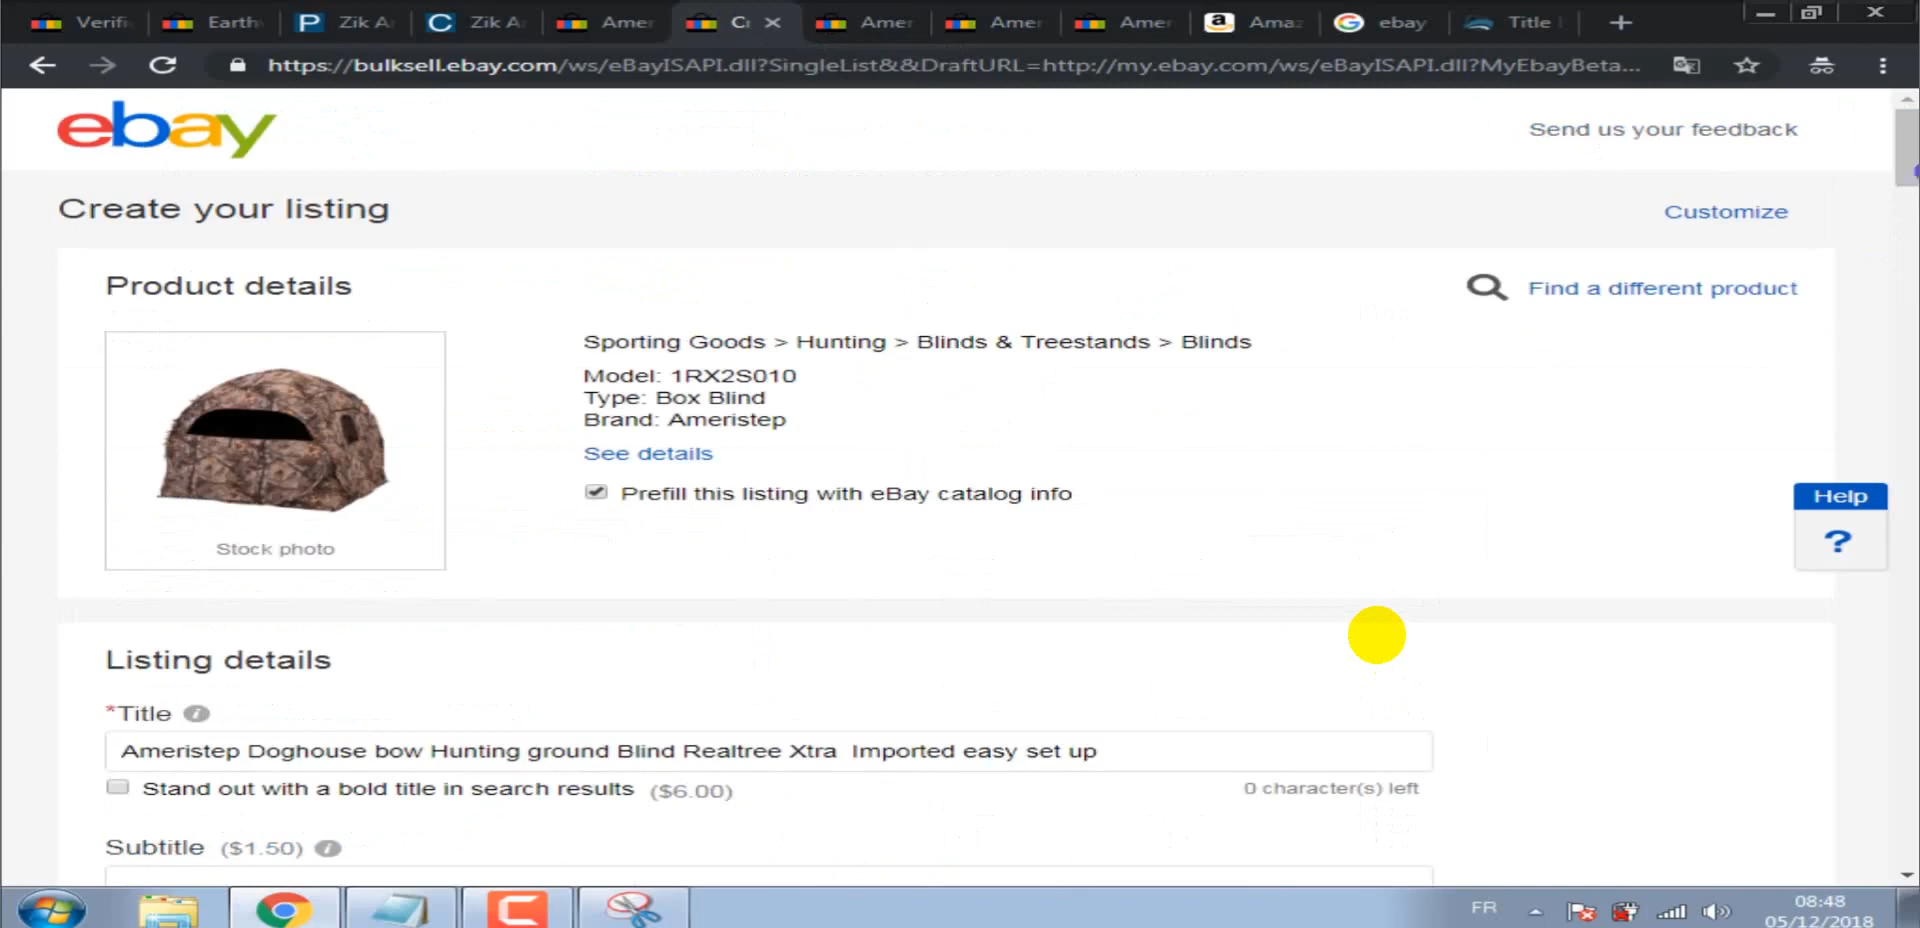 Verifi
Earth
P Zik A
C Zik A
Amer
Cr
Amer
Amer
Amer
Amaz
ebay
Title
https://bulksell.ebay.com/ws/eBayISAPI.dll?SingleList&&DraftURL=http://my.ebay.com/ws/eBayISAPI.dll?MyEbayBeta...
ebay
Send us your feedback
Create your listing
Customize
Product details
Find a different product
Sporting Goods > Hunting > Blinds & Treestands > Blinds
Model: 1RX2S010
Type: Box Blind
Brand: Ameristep
See details
Prefill this listing with eBay catalog info
Stock photo
Help
?
Listing details
*Title
Ameristep Doghouse bow Hunting ground Blind Realtree Xtra  Imported easy set up
Stand out with a bold title in search results ($6.00)
0 character(s) left
Subtitle ($1.50)
FR
08:48
05/12/2018